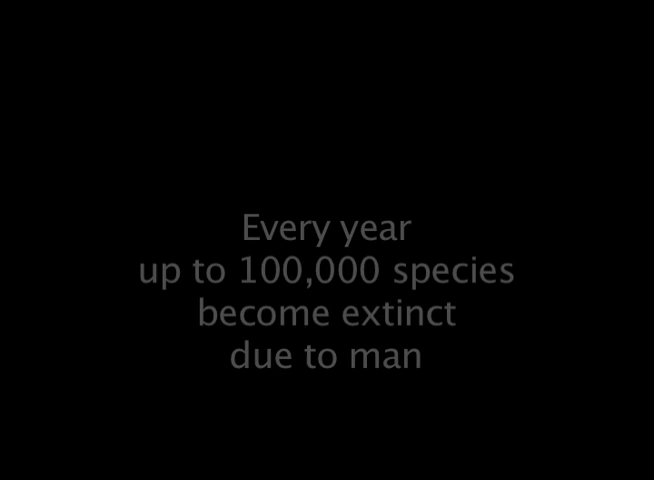 Every year
up to 100,000 species
become extinct
due to man